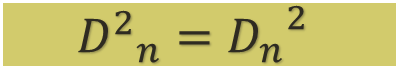 D²ₙ = Dₙ²